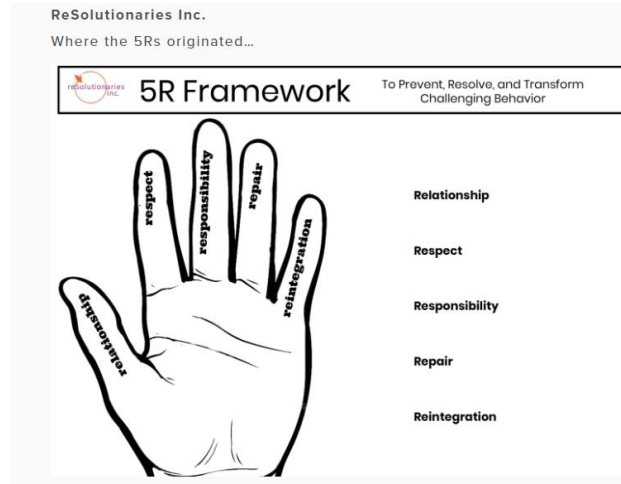 ReSolutionaries Inc.
Where the 5Rs originated...
resolutionaries
inc.
5R Framework
To Prevent, Resolve, and Transform
Challenging Behavior
relationship
respect
responsibility
repair
reintegration
Relationship
Respect
Responsibility
Repair
Reintegration